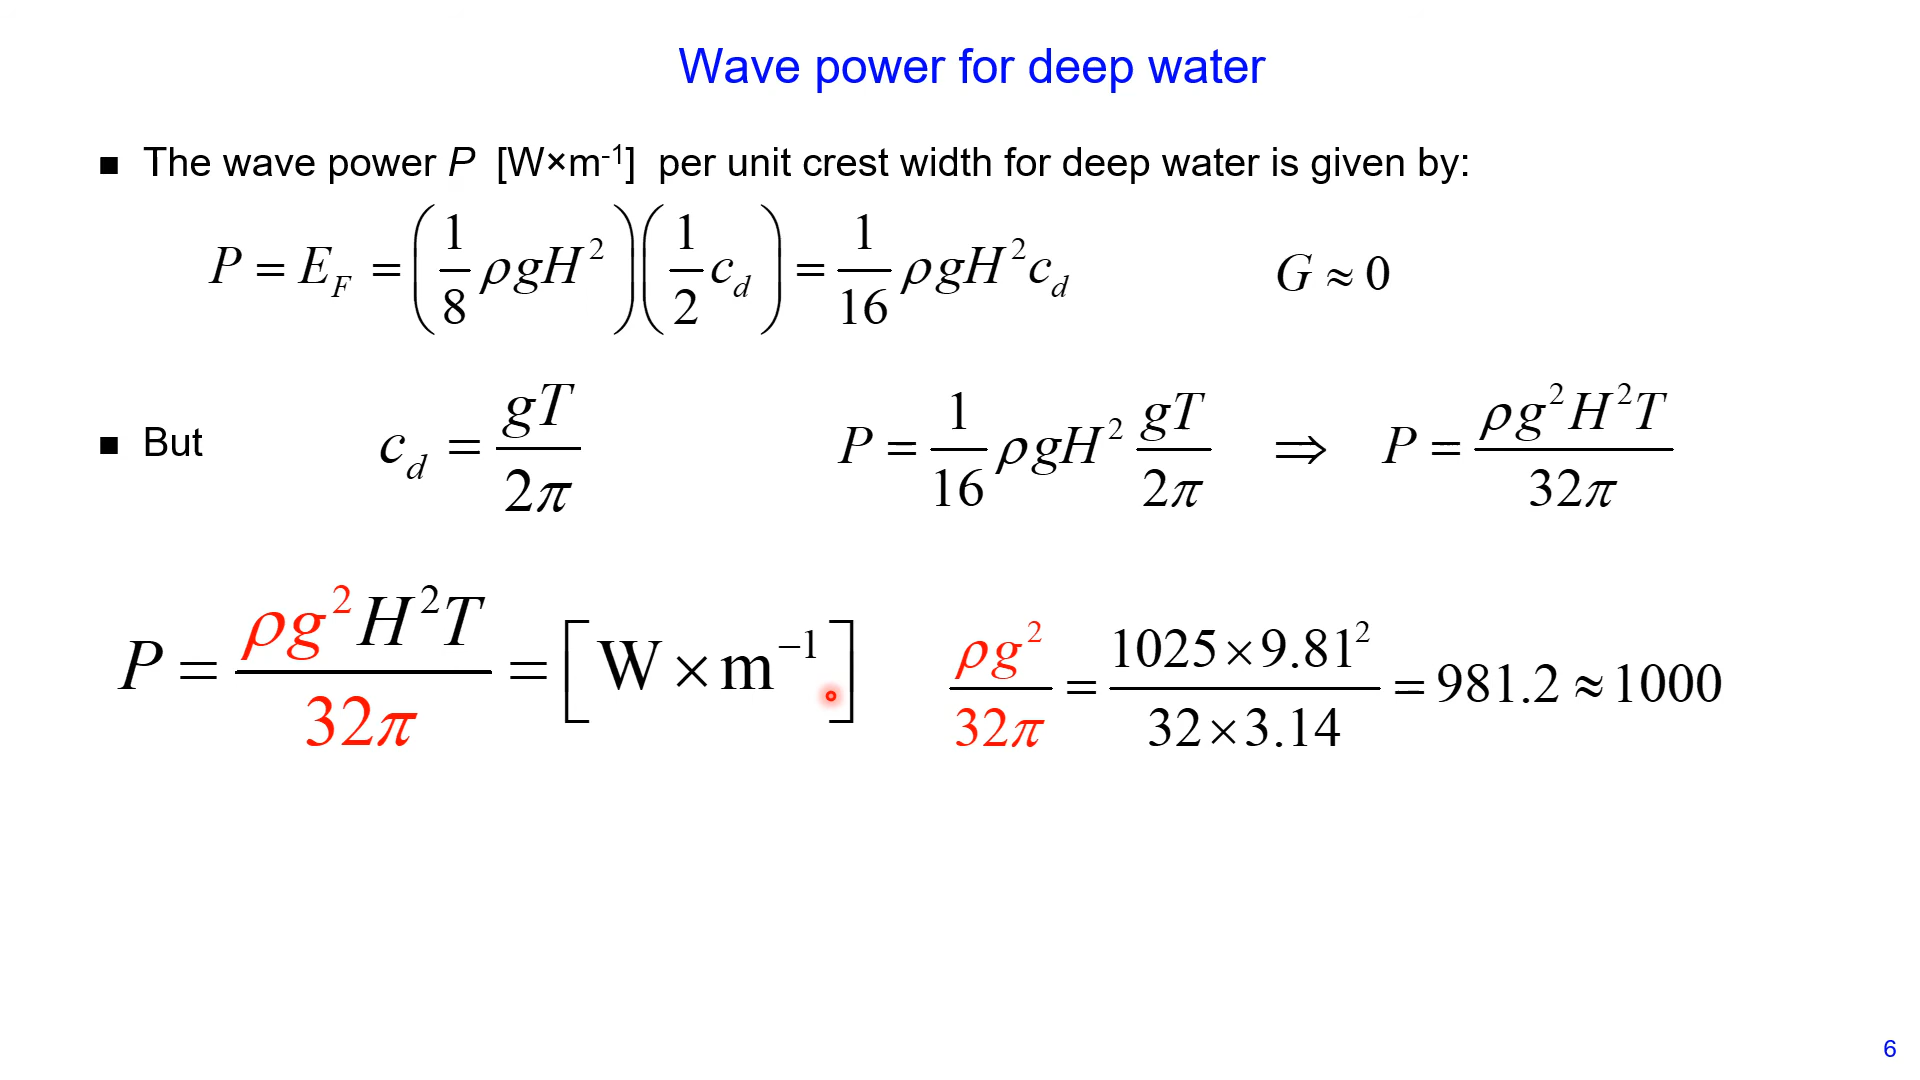 Wave power for deep water
■ The wave power P [W×m⁻¹] per unit crest width for deep water is given by:
P = E_F = (1/8 ρgH²)(1/2 c_d) = 1/16 ρgH²c_d    G ≈ 0
■ But    c_d = gT/2π    P = 1/16 ρgH² gT/2π ⇒ P = ρg²H²T/32π
P = ρg²H²T/32π = [W×m⁻¹]    ρg²/32π = 1025×9.81²/32×3.14 = 981.2 ≈ 1000
6